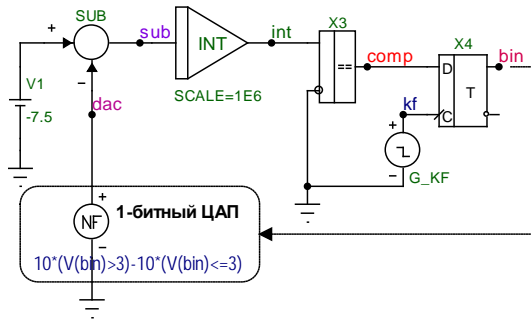 SUB
X3
X4
+
sub
INT
int
==
comp
D
bin
T
C
kf
V1
-7.5
−
dac
SCALE=1E6
+
−
G_KF
+
NF
−
1-битный ЦАП
10*(V(bin)>3)-10*(V(bin)<=3)